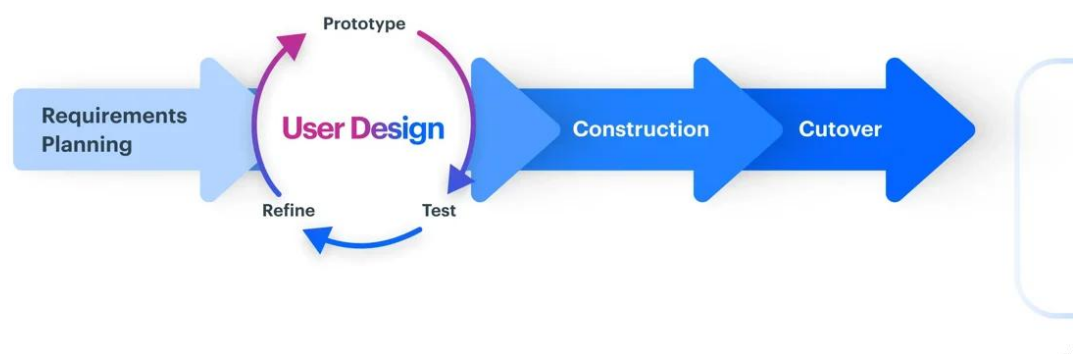 Prototype
Requirements
Planning
User Design
Construction
Cutover
Refine
Test